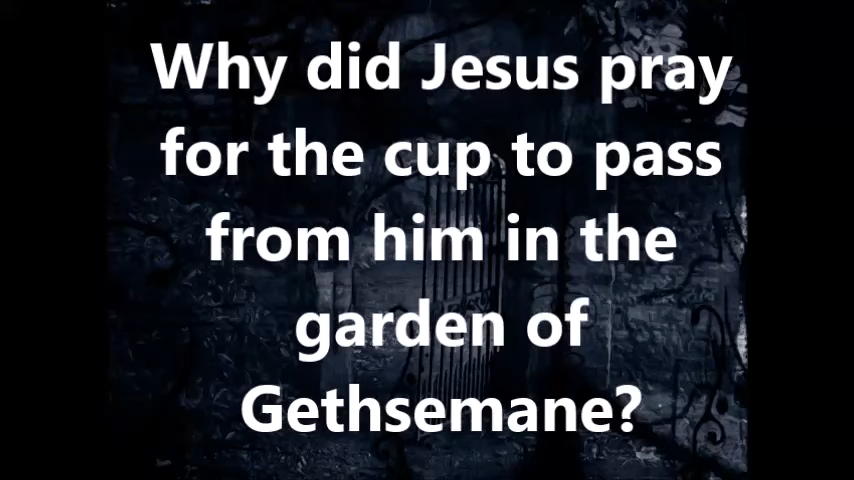 Why did Jesus pray
for the cup to pass
from him in the
garden of
Gethsemane?